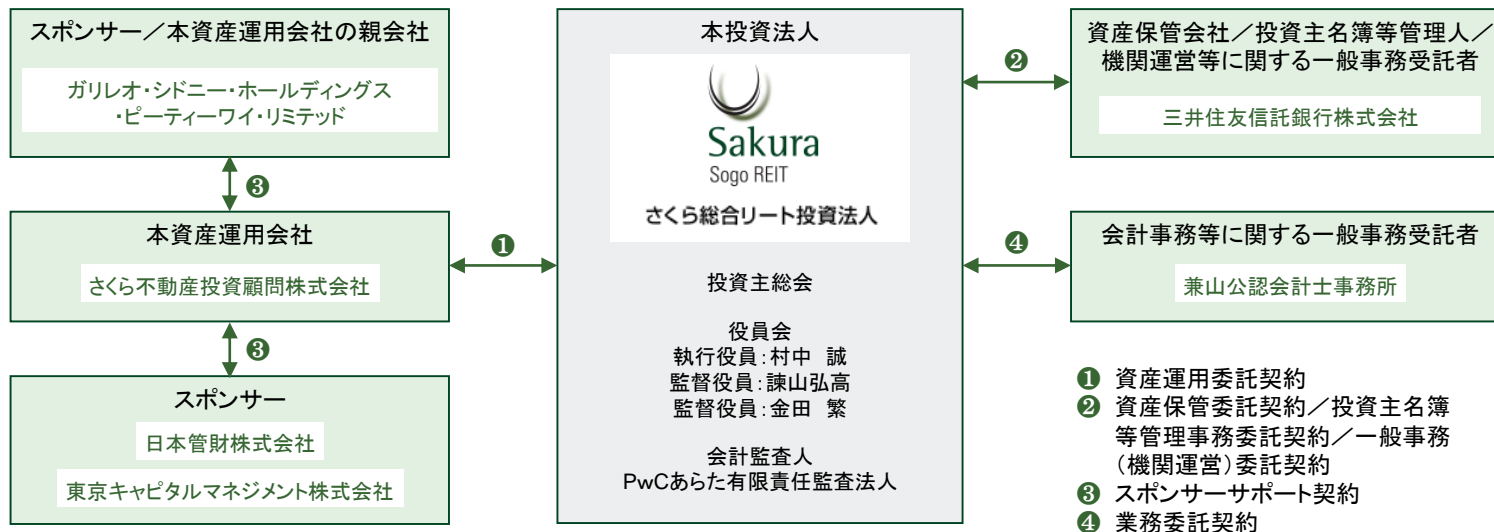 スポンサー／本資産運用会社の親会社
ガリレオ・シドニー・ホールディングス
・ピーティーワイ・リミテッド
❸
本資産運用会社
さくら不動産投資顧問株式会社
❸
スポンサー
日本管財株式会社
東京キャピタルマネジメント株式会社
❶
本投資法人
Sakura
Sogo REIT
さくら総合リート投資法人
投資主総会
役員会
執行役員：村中 誠
監督役員：諫山弘高
監督役員：金田 繁
会計監査人
PwCあらた有限責任監査法人
❷
資産保管会社／投資主名簿等管理人／
機関運営等に関する一般事務受託者
三井住友信託銀行株式会社
❹
会計事務等に関する一般事務受託者
兼山公認会計士事務所
❶ 資産運用委託契約
❷ 資産保管委託契約／投資主名簿
等管理事務委託契約／一般事務
（機関運営）委託契約
❸ スポンサーサポート契約
❹ 業務委託契約